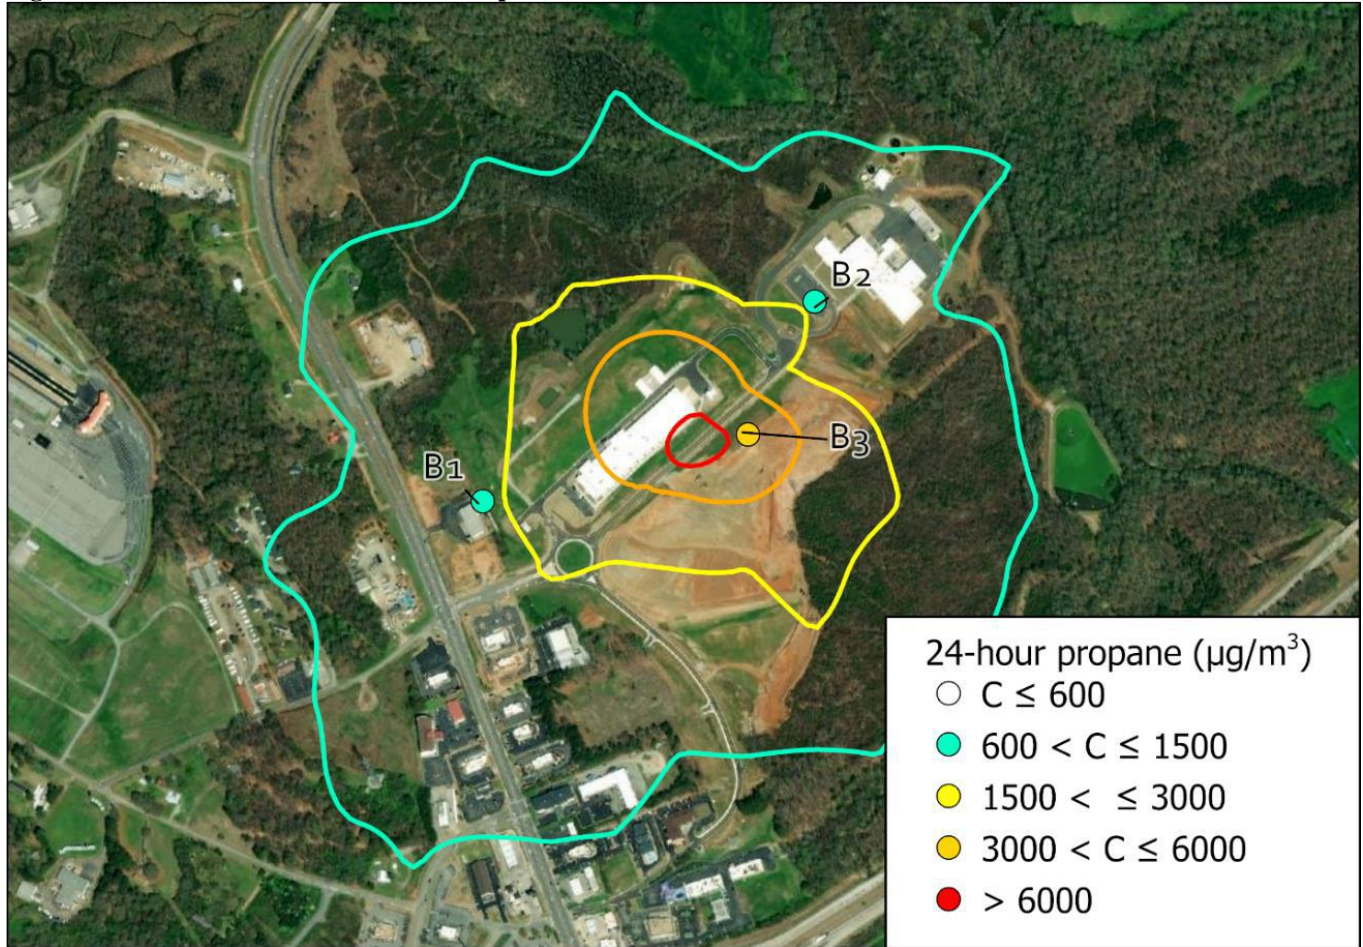 B2
B3
B1
24-hour propane (µg/m³)
C ≤ 600
600 < C ≤ 1500
1500 < ≤ 3000
3000 < C ≤ 6000
> 6000